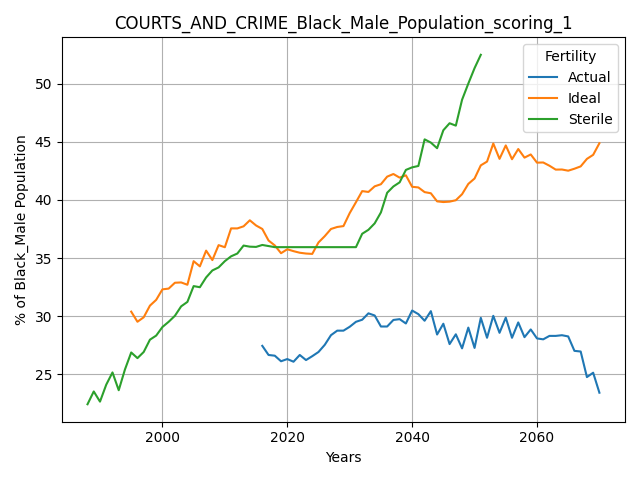 COURTS_AND_CRIME_Black_Male_Population_scoring_1
Fertility
Actual
Ideal
Sterile
% of Black_Male Population
50
45
40
35
30
25
2000
2020
2040
2060
Years